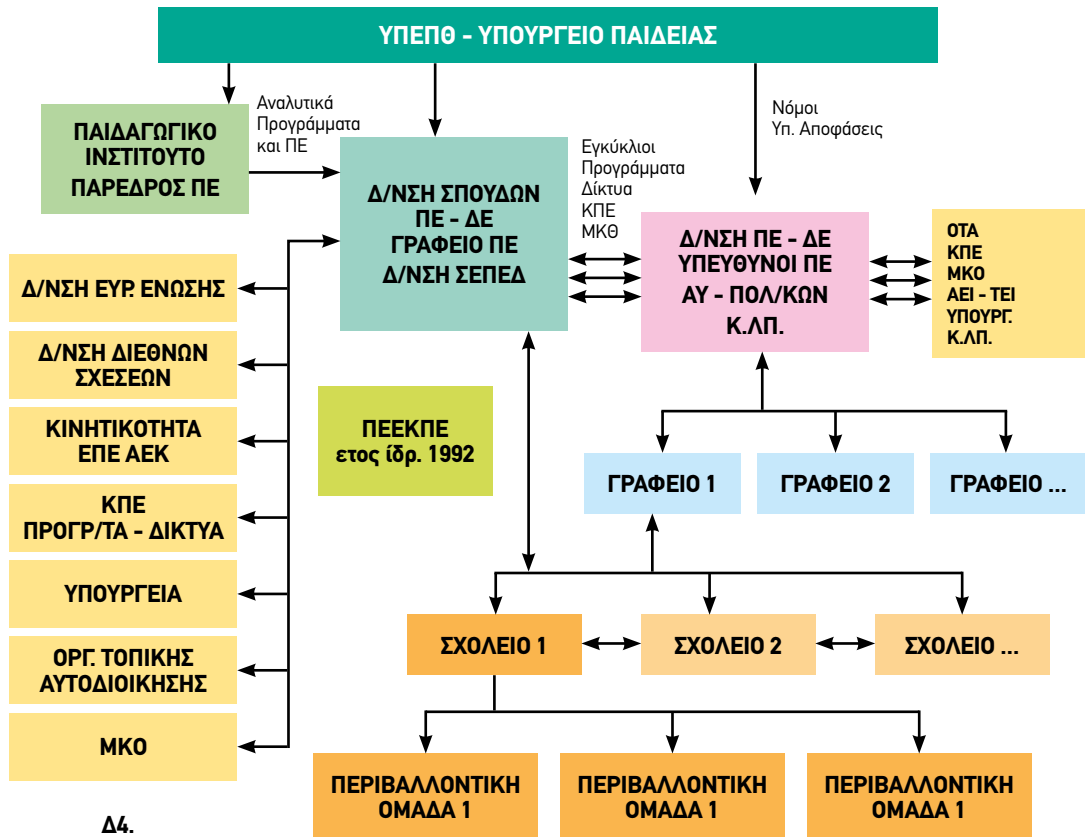 ΥΠΕΠΘ - ΥΠΟΥΡΓΕΙΟ ΠΑΙΔΕΙΑΣ
ΠΑΙΔΑΓΩΓΙΚΟ
ΙΝΣΤΙΤΟΥΤΟ
ΠΑΡΕΔΡΟΣ ΠΕ
Αναλυτικά
Προγράμματα
και ΠΕ
Δ/ΝΣΗ ΣΠΟΥΔΩΝ
ΠΕ - ΔΕ
ΓΡΑΦΕΙΟ ΠΕ
Δ/ΝΣΗ ΣΕΠΕΔ
Εγκύκλιοι
Προγράμματα
Δίκτυα
ΚΠΕ
ΜΚΘ
Νόμοι
Υπ. Αποφάσεις
Δ/ΝΣΗ ΠΕ - ΔΕ
ΥΠΕΥΘΥΝΟΙ ΠΕ
ΑΥ - ΠΟΛ/ΚΩΝ
Κ.ΛΠ.
ΟΤΑ
ΚΠΕ
ΜΚΟ
ΑΕΙ - ΤΕΙ
ΥΠΟΥΡΓ.
Κ.ΛΠ.
Δ/ΝΣΗ ΕΥΡ. ΕΝΩΣΗΣ
Δ/ΝΣΗ ΔΙΕΘΝΩΝ
ΣΧΕΣΕΩΝ
ΚΙΝΗΤΙΚΟΤΗΤΑ
ΕΠΕ ΑΕΚ
ΚΠΕ
ΠΡΟΓΡ/ΤΑ - ΔΙΚΤΥΑ
ΥΠΟΥΡΓΕΙΑ
ΟΡΓ. ΤΟΠΙΚΗΣ
ΑΥΤΟΔΙΟΙΚΗΣΗΣ
ΜΚΟ
ΠΕΕΚΠΕ
ετος ίδρ. 1992
ΓΡΑΦΕΙΟ 1
ΓΡΑΦΕΙΟ 2
ΓΡΑΦΕΙΟ ...
ΣΧΟΛΕΙΟ 1
ΣΧΟΛΕΙΟ 2
ΣΧΟΛΕΙΟ ...
ΠΕΡΙΒΑΛΛΟΝΤΙΚΗ
ΟΜΑΔΑ 1
ΠΕΡΙΒΑΛΛΟΝΤΙΚΗ
ΟΜΑΔΑ 1
ΠΕΡΙΒΑΛΛΟΝΤΙΚΗ
ΟΜΑΔΑ 1
Δ4.